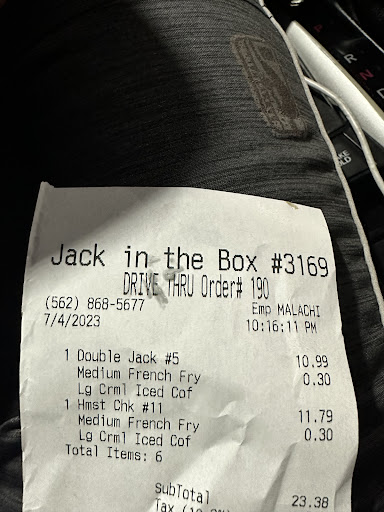 R
N
Jack in the Box #3169
DRIVE THRU Order# 190
(562) 868-5677 Emp MALACHI
7/4/2023 10:16:11 PM
1 Double Jack #5 10.99
Medium French Fry 0.30
Lg Crml Iced Cof
1 Hmst Chk #11 11.79
Medium French Fry 0.30
Lg Crml Iced Cof
Total Items: 6
subTotal 23.38
Tax